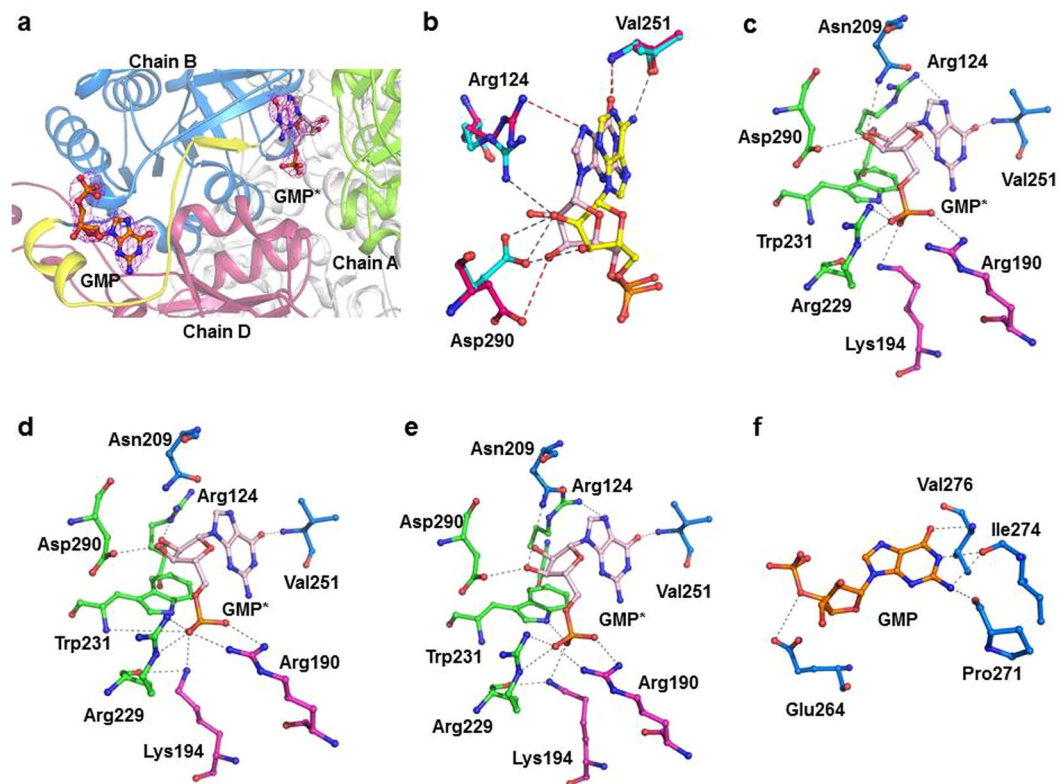 a
Chain B
GMP*
GMP
Chain A
Chain D
b
Val251
Arg124
Asp290
c
Asn209
Arg124
Asp290
Val251
GMP*
Trp231
Arg190
Arg229
Lys194
d
Asn209
Arg124
Asp290
Val251
GMP*
Trp231
Arg190
Arg229
Lys194
e
Asn209
Arg124
Asp290
Val251
GMP*
Trp231
Arg190
Arg229
Lys194
f
Val276
Ile274
GMP
Pro271
Glu264